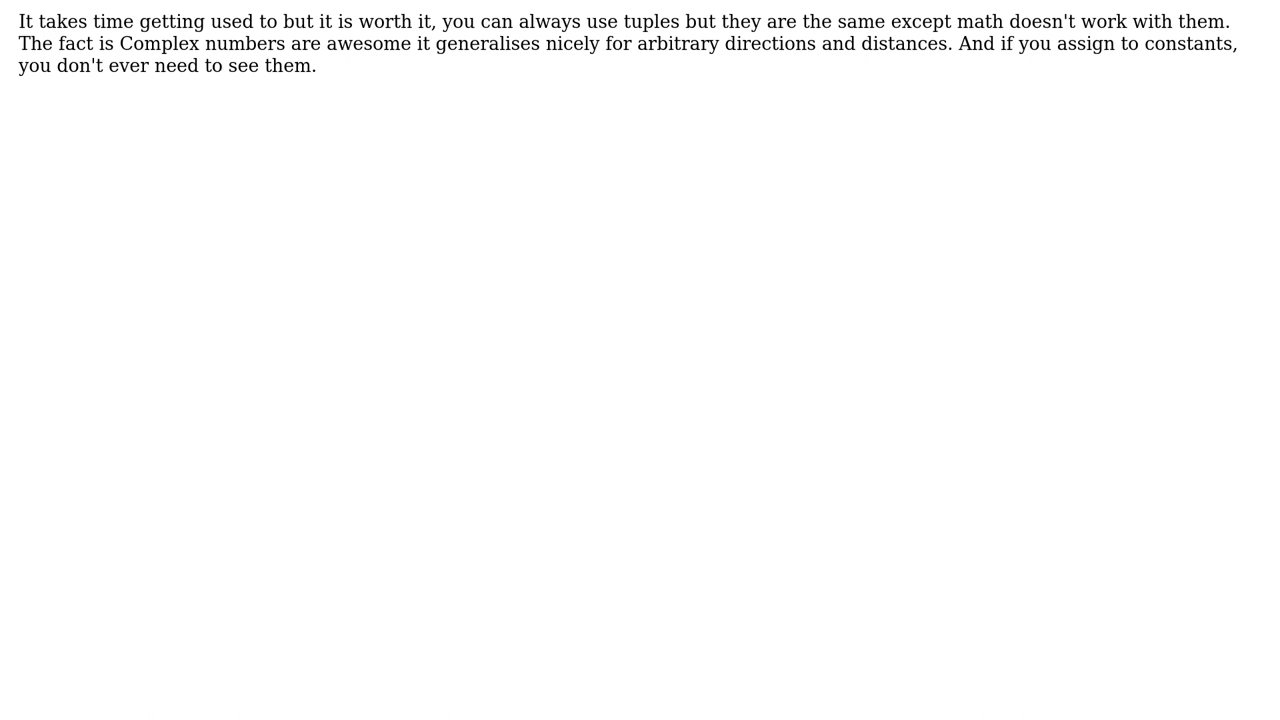 It takes time getting used to but it is worth it, you can always use tuples but they are the same except math doesn't work with them.
The fact is Complex numbers are awesome it generalises nicely for arbitrary directions and distances. And if you assign to constants,
you don't ever need to see them.